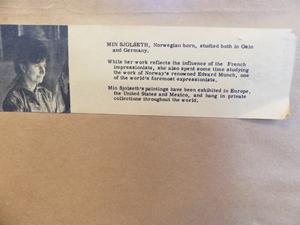 MIN SJOLSETH, Norwegian born, studied both in Oslo
and Germany.
While her work reflects the influence of the French
impressionists, she also spent some time studying
the work of Norway's renowned Edvard Munch, one
of the world's foremost expressionists.
Min Sjolseth's paintings have been exhibited in Europe,
the United States and Mexico, and hang in private
collections throughout the world.